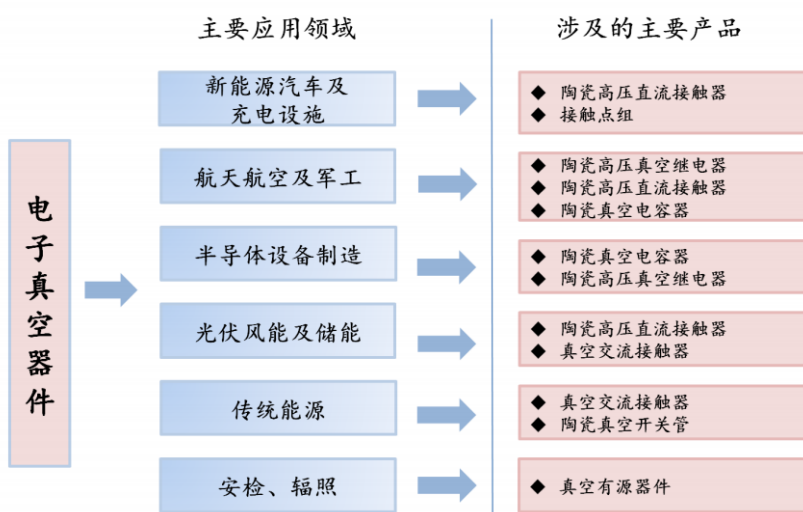 主要应用领域
涉及的主要产品
电子真空器件
新能源汽车及
充电设施
◆ 陶瓷高压直流接触器
◆ 接触点组
航天航空及军工
◆ 陶瓷高压真空继电器
◆ 陶瓷高压直流接触器
◆ 陶瓷真空电容器
半导体设备制造
◆ 陶瓷真空电容器
◆ 陶瓷高压真空继电器
光伏风能及储能
◆ 陶瓷高压直流接触器
◆ 真空交流接触器
传统能源
◆ 真空交流接触器
◆ 陶瓷真空开关管
安检、辐照
◆ 真空有源器件